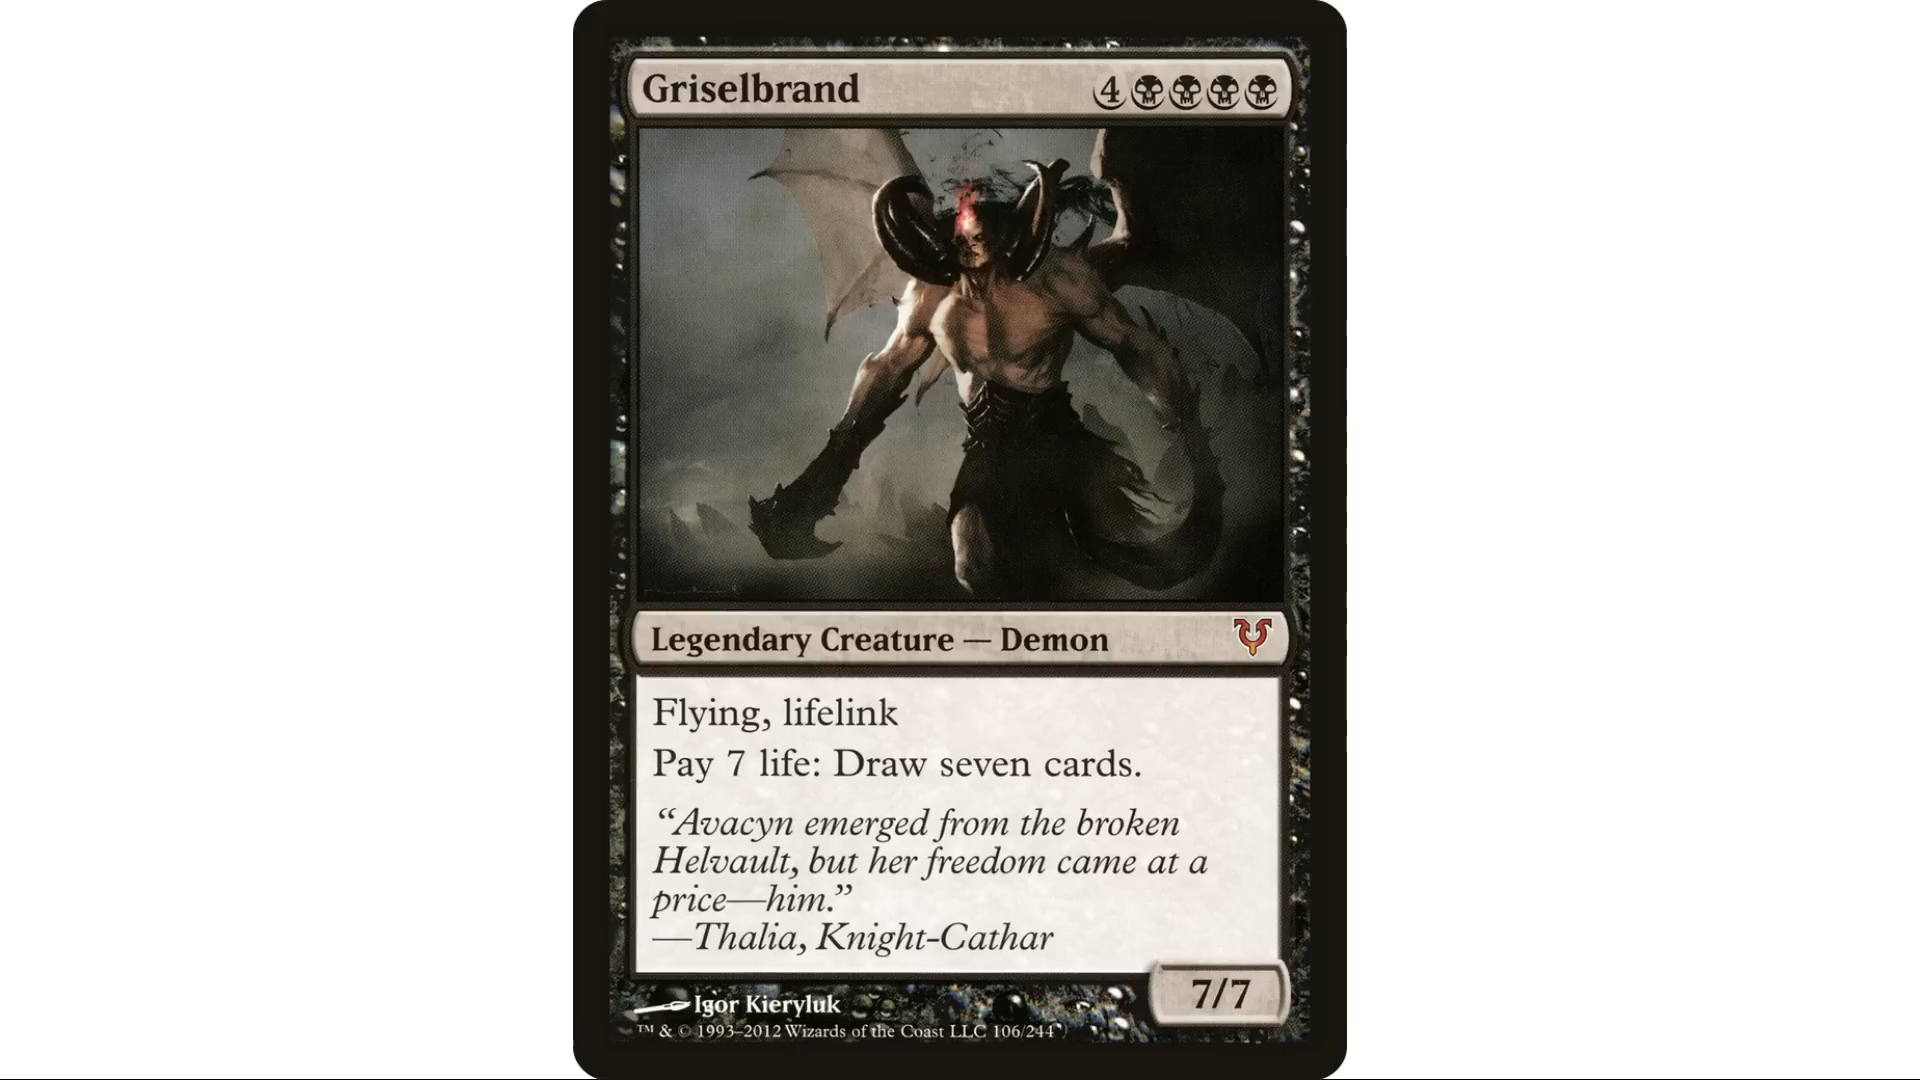 Griselbrand 4
Legendary Creature — Demon
Flying, lifelink
Pay 7 life: Draw seven cards.
“Avacyn emerged from the broken
Helvault, but her freedom came at a
price—him.”
—Thalia, Knight-Cathar
7/7
Igor Kieryluk
™ & © 1993–2012 Wizards of the Coast LLC 106/244